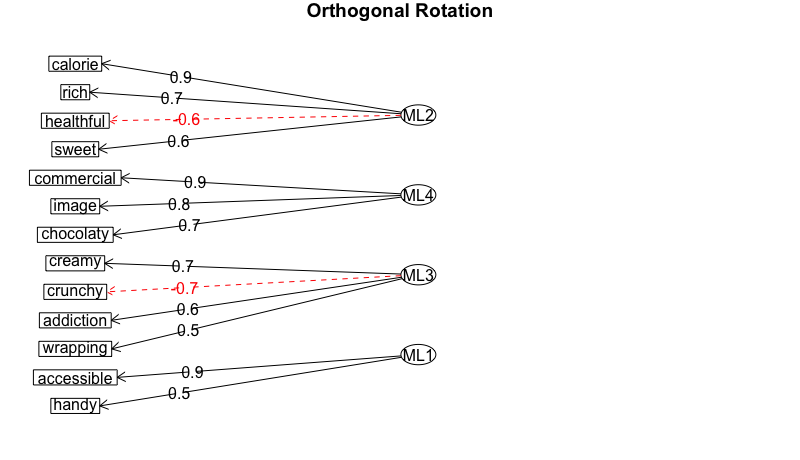 Orthogonal Rotation
calorie
0.9
rich
0.7
healthful
-0.6
ML2
sweet
0.6
commercial
0.9
image
0.8
ML4
chocolaty
0.7
creamy
0.7
crunchy
-0.7
ML3
addiction
0.6
wrapping
0.5
accessible
0.9
ML1
handy
0.5